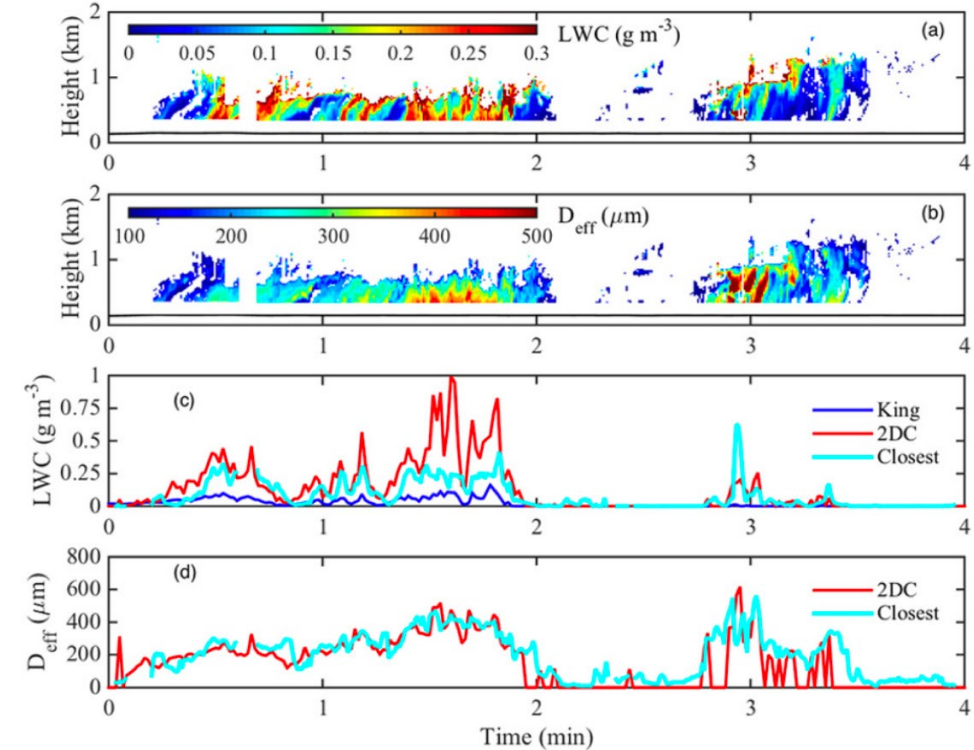 2
LWC (g m⁻³)
(a)
0 0.05 0.1 0.15 0.2 0.25 0.3
Height (km)
1
0
0 1 2 3 4
2
D_eff (μm)
(b)
100 200 300 400 500
Height (km)
1
0
0 1 2 3 4
1
(c)
King
0.75
2DC
LWC (g m⁻³)
0.5
Closest
0.25
0
0 1 2 3 4
800
(d)
2DC
600
Closest
D_eff (μm)
400
200
0
0 1 2 3 4
Time (min)